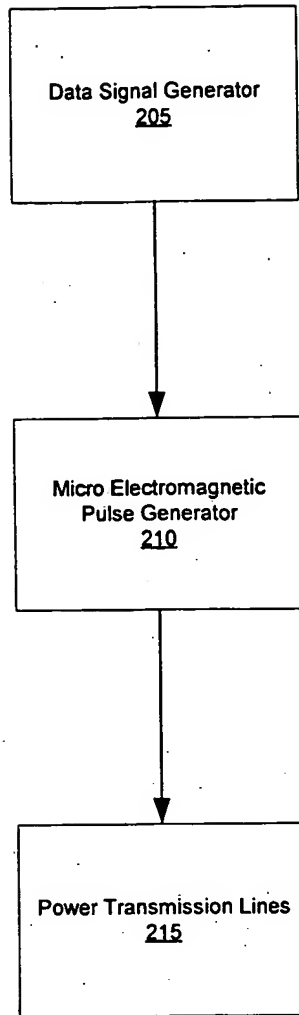 Data Signal Generator
205
Micro Electromagnetic
Pulse Generator
210
Power Transmission Lines
215